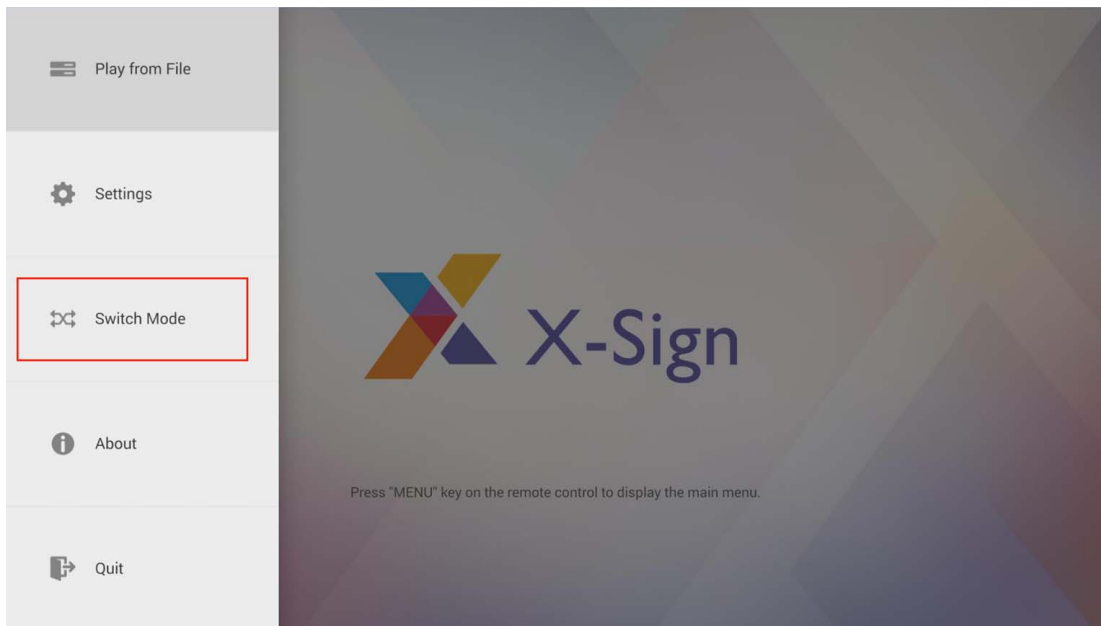 Play from File
Settings
Switch Mode
About
Quit
X-Sign
Press "MENU" key on the remote control to display the main menu.